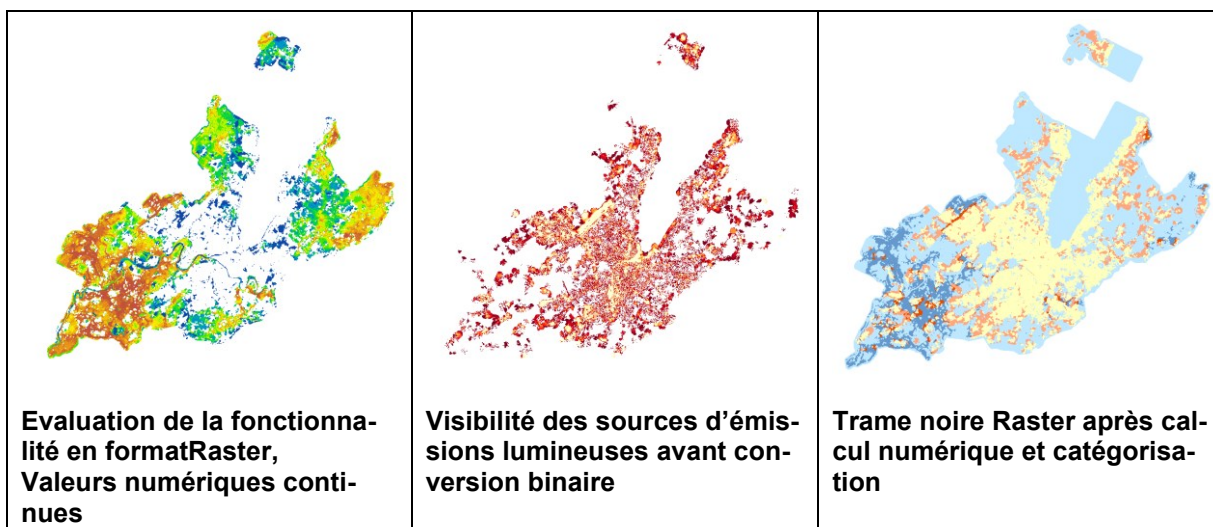 Evaluation de la fonctionna-
lité en formatRaster,
Valeurs numériques conti-
nues
Visibilité des sources d'émis-
sions lumineuses avant con-
version binaire
Trame noire Raster après cal-
cul numérique et catégorisa-
tion